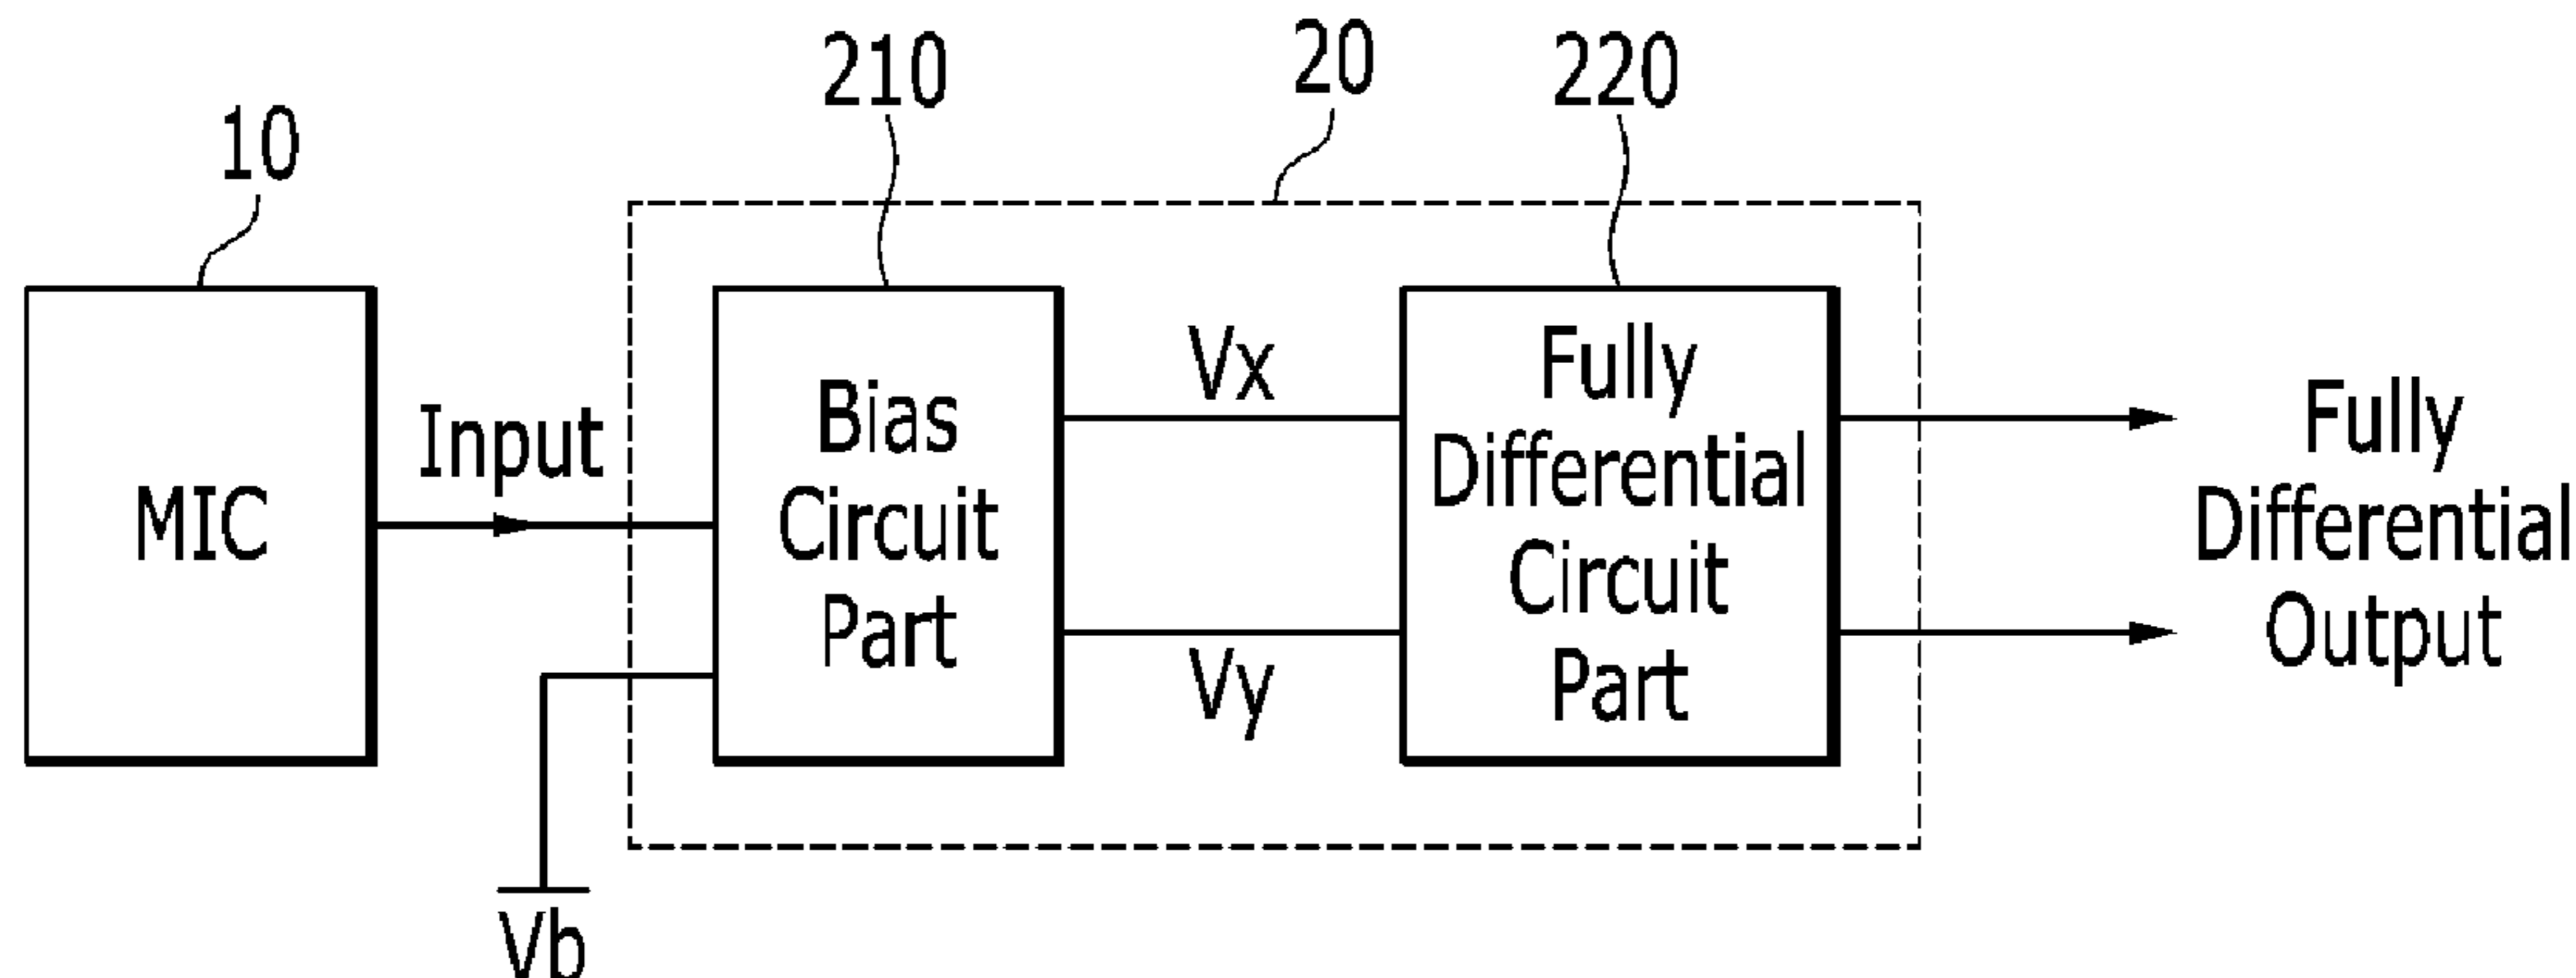 20
210
220
10
MIC
Input
Bias
Circuit
Part
Vx
Vy
Fully
Differential
Circuit
Part
Fully
Differential
Output
Vb